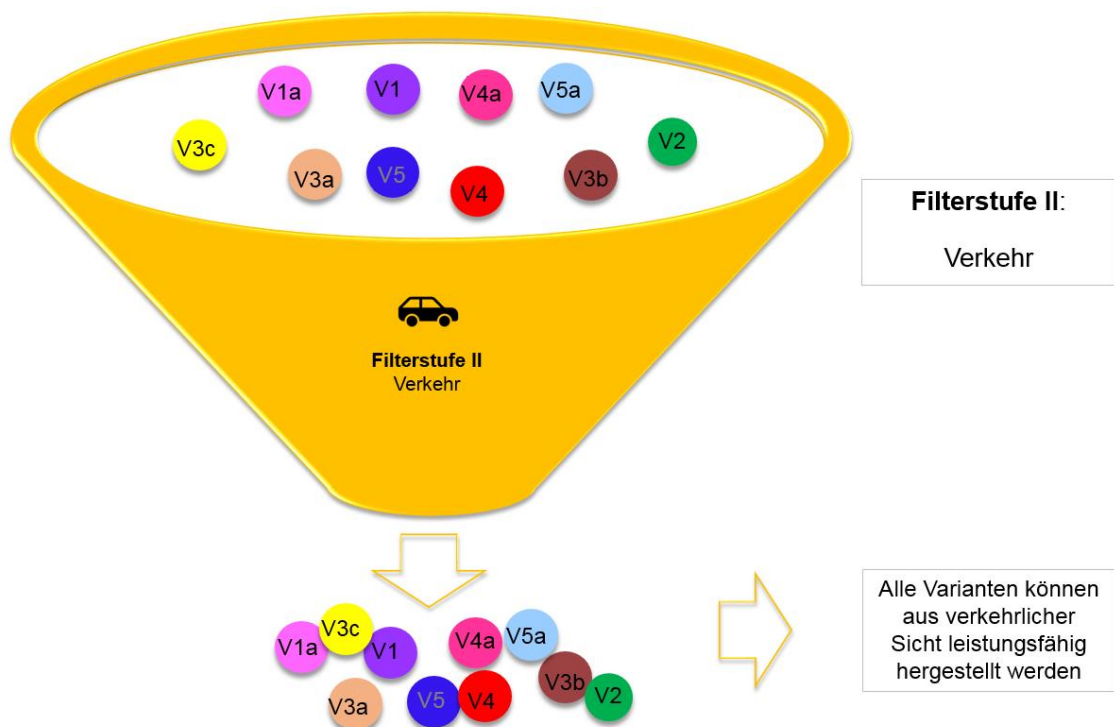 V1a
V1
V4a
V5a
V3c
V2
V3a
V5
V4
V3b
Filterstufe II:
Verkehr
Filterstufe II
Verkehr
V1a
V3c
V1
V4a
V5a
V3a
V5
V4
V3b
V2
Alle Varianten können
aus verkehrlicher
Sicht leistungsfähig
hergestellt werden